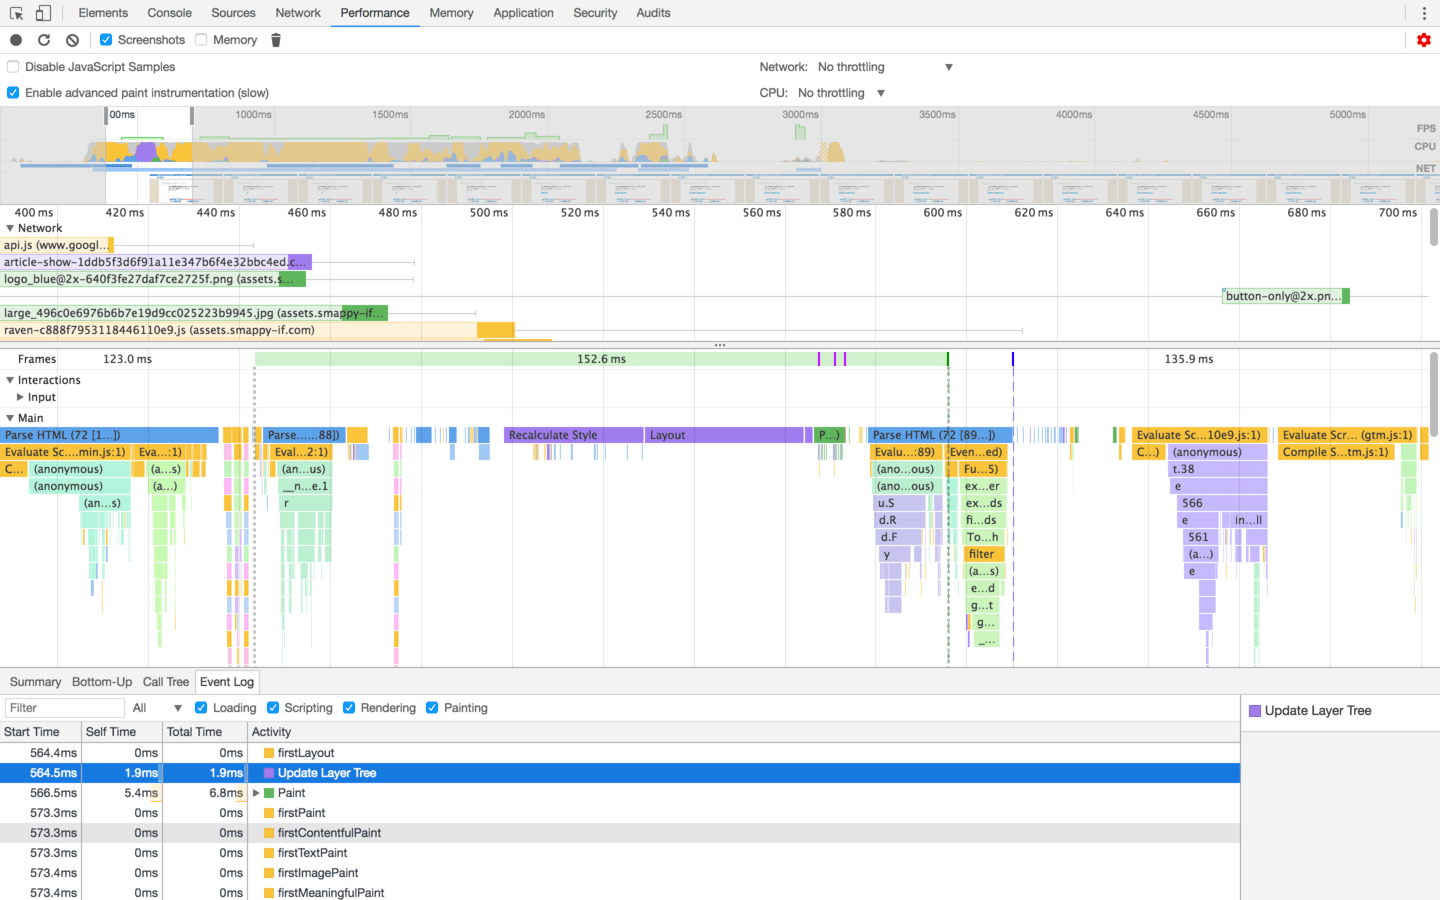 Elements Console Sources Network Performance Memory Application Security Audits
Screenshots Memory
Disable JavaScript Samples Network: No throttling
Enable advanced paint instrumentation (slow) CPU: No throttling
00ms 1000ms 1500ms 2000ms 2500ms 3000ms 3500ms 4000ms 4500ms 5000ms
FPS
CPU
NET
400 ms 420 ms 440 ms 460 ms 480 ms 500 ms 520 ms 540 ms 560 ms 580 ms 600 ms 620 ms 640 ms 660 ms 680 ms 700 ms
Network
api.js (www.googl...
article-show-1ddb5f3d6f91a11e347b6f4e32bbc4ed.c...
logo_blue@2x-640f3fe27daf7ce2725f.png (assets.s...
button-only@2x.pn...
large_496c0e6976b6b7e19d9cc025223b9945.jpg (assets.smappy-if...
raven-c888f7953118446110e9.js (assets.smappy-if.com)
...
Frames 123.0 ms 152.6 ms 135.9 ms
Interactions
Input
Main
Parse HTML (72 [1...]) Parse......88]) Recalculate Style Layout P...) Parse HTML (72 [89...]) Evaluate Sc...10e9.js:1) Evaluate Scr... (gtm.js:1)
Evaluate Sc....min.js:1) Eva...:1) Eval...2:1) Evalu...:89) Even...ed) C...) (anonymous) Compile S...tm.js:1)
C... (anonymous) (a...s) (an...us) (ano...ous) Fu...5) t.38
(anonymous) (a...) __n...e.1 (ano...ous) ex...er e
(an...s) r u.S ex...ds 566
d.R fi...ds e in...ll
d.F To...h 561
y filter (a...)
(a...s) e
e...d
g...t
g...
_...
Summary Bottom-Up Call Tree Event Log
Filter All Loading Scripting Rendering Painting Update Layer Tree
Start Time Self Time Total Time Activity
564.4ms 0ms 0ms firstLayout
564.5ms 1.9ms 1.9ms Update Layer Tree
566.5ms 5.4ms 6.8ms Paint
573.3ms 0ms 0ms firstPaint
573.3ms 0ms 0ms firstContentfulPaint
573.3ms 0ms 0ms firstTextPaint
573.4ms 0ms 0ms firstImagePaint
573.4ms 0ms 0ms firstMeaningfulPaint